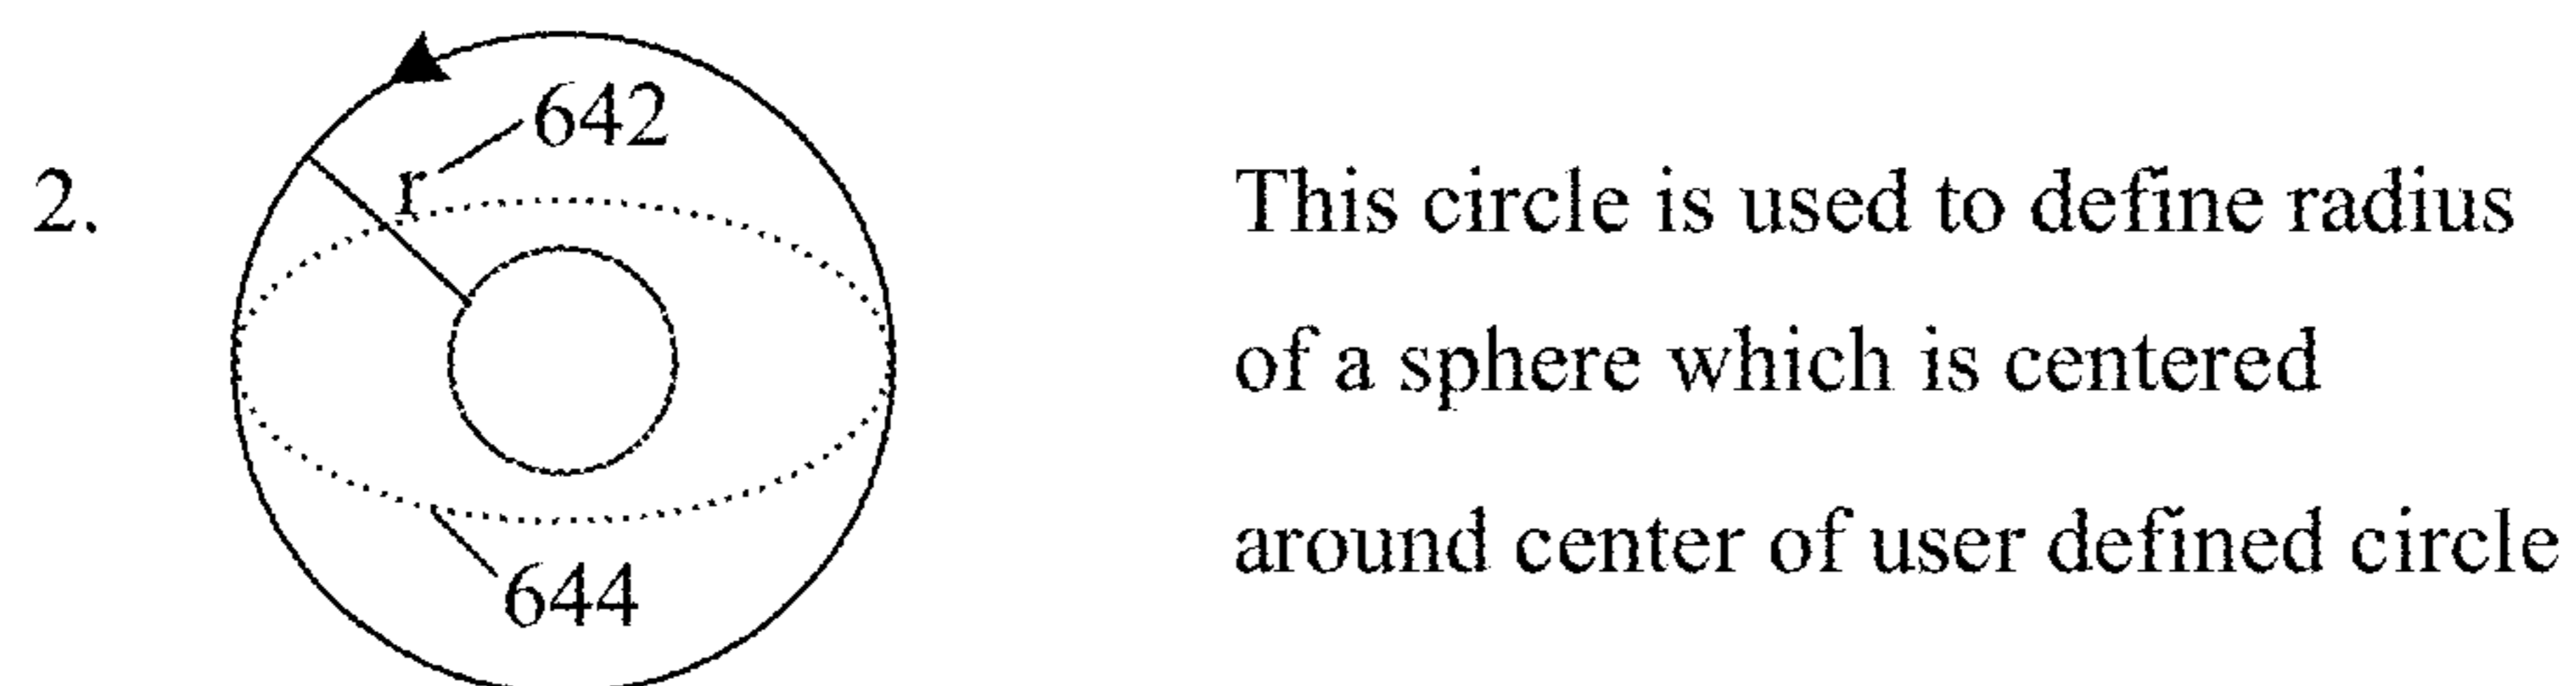 642
r
2.
This circle is used to define radius
of a sphere which is centered
around center of user defined circle
644